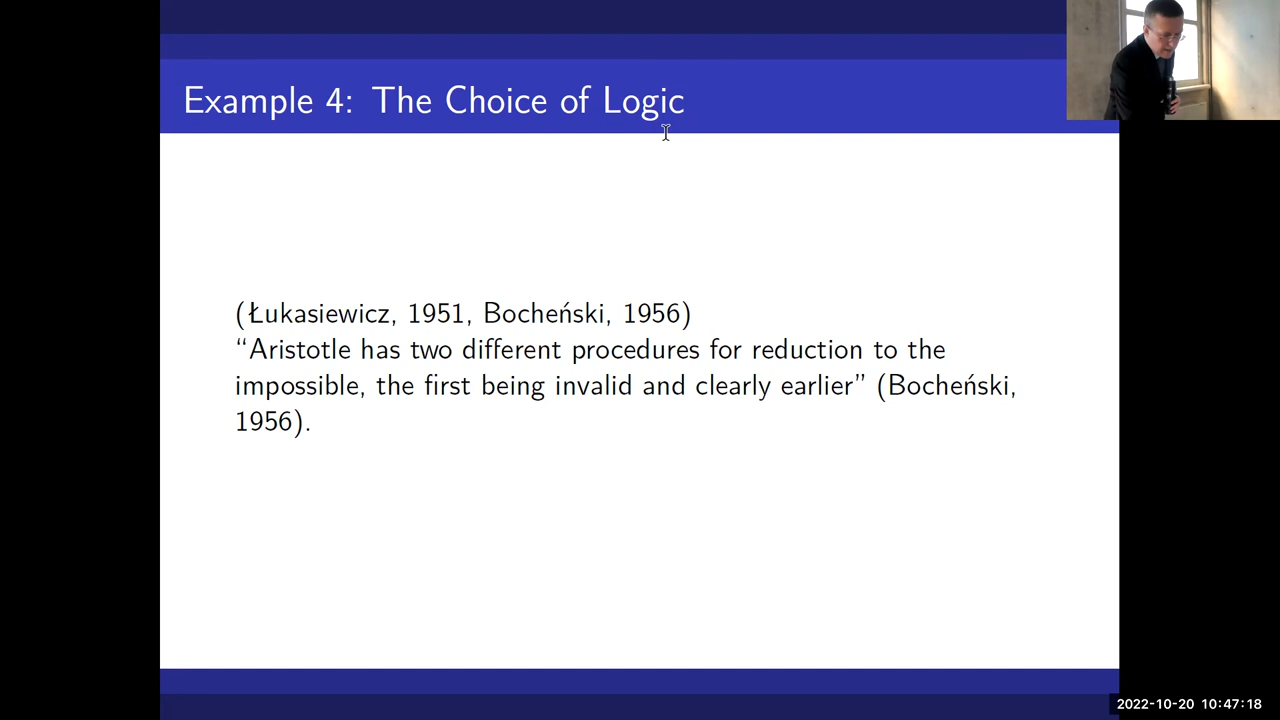 Example 4: The Choice of Logic
(Łukasiewicz, 1951, Bocheński, 1956)
“Aristotle has two different procedures for reduction to the
impossible, the first being invalid and clearly earlier” (Bocheński,
1956).
2022-10-20 10:47:18